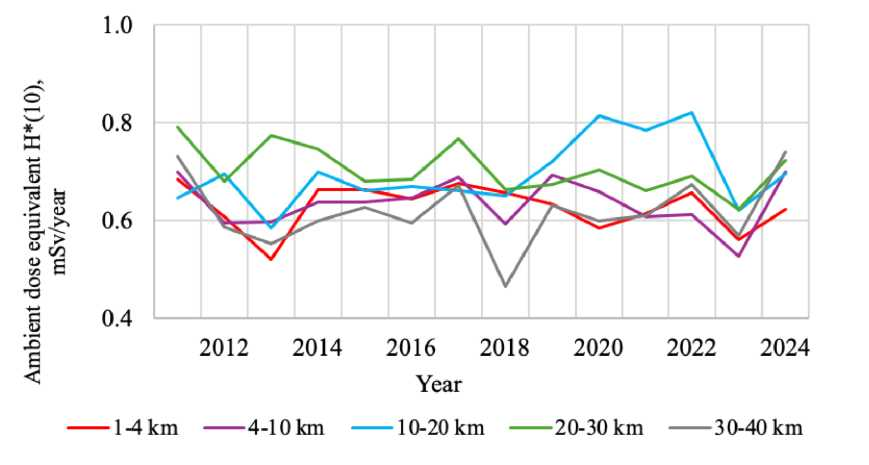 Ambient dose equivalent H*(10),
mSv/year
1.0
0.8
0.6
0.4
2012 2014 2016 2018 2020 2022 2024
Year
1-4 km 4-10 km 10-20 km 20-30 km 30-40 km